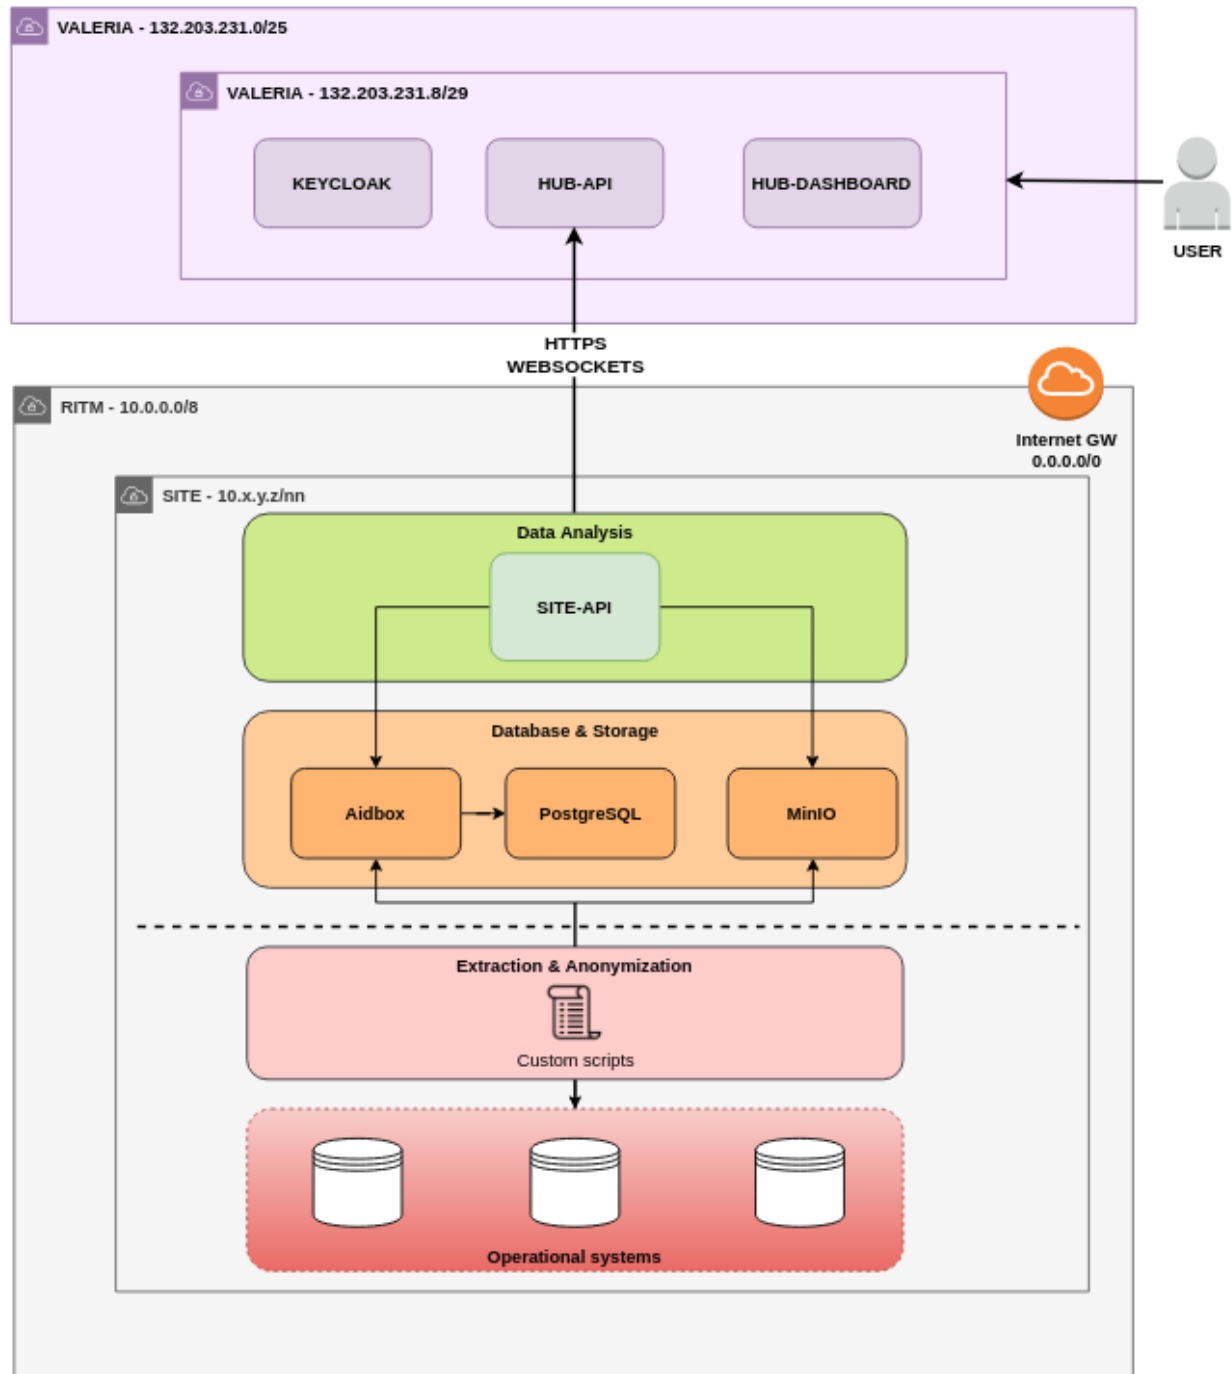 VALERIA - 132.203.231.0/25
VALERIA - 132.203.231.8/29
KEYCLOAK
HUB-API
HUB-DASHBOARD
USER
HTTPS
WEBSOCKETS
RITM - 10.0.0.0/8
Internet GW
0.0.0.0/0
SITE - 10.x.y.z/nn
Data Analysis
SITE-API
Database & Storage
Aidbox
PostgreSQL
MinIO
Extraction & Anonymization
Custom scripts
Operational systems